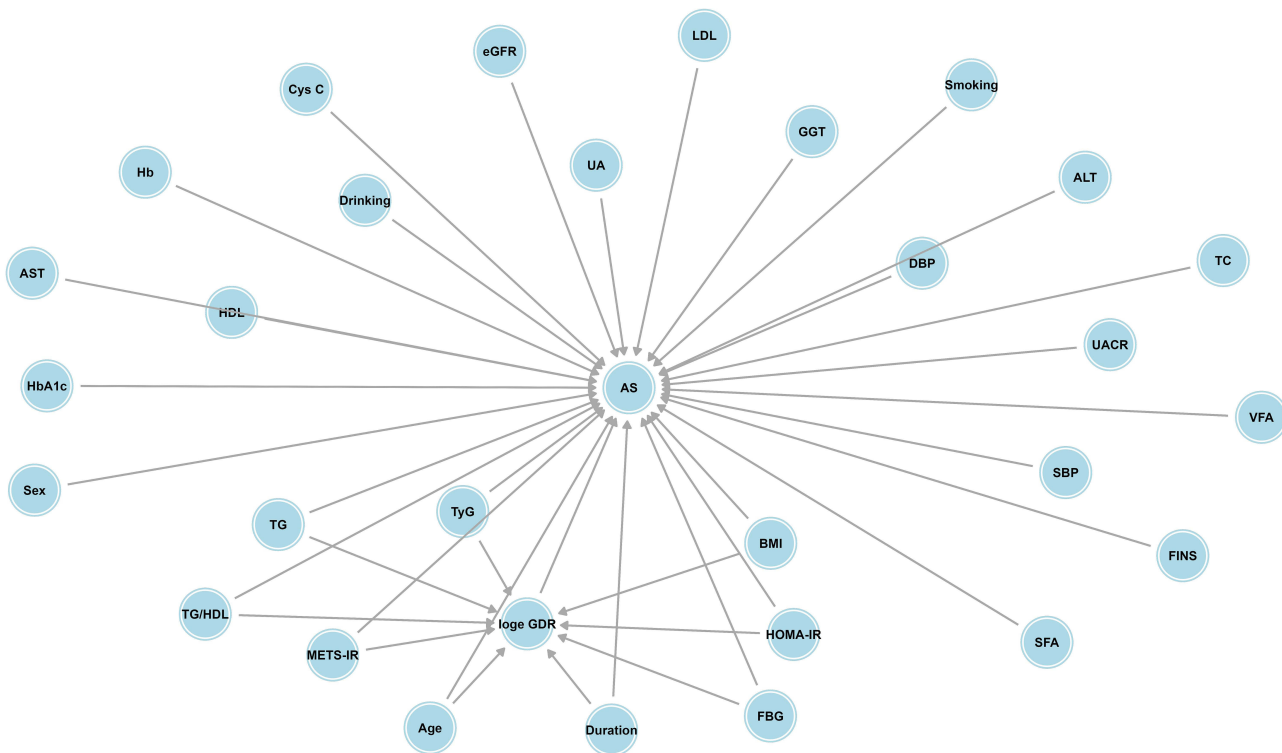 LDL
eGFR
Smoking
Cys C
GGT
UA
Hb
ALT
Drinking
TC
DBP
AST
HDL
UACR
HbA1c
AS
VFA
SBP
Sex
TyG
TG
BMI
FINS
TG/HDL
loge GDR
HOMA-IR
SFA
METS-IR
FBG
Age
Duration